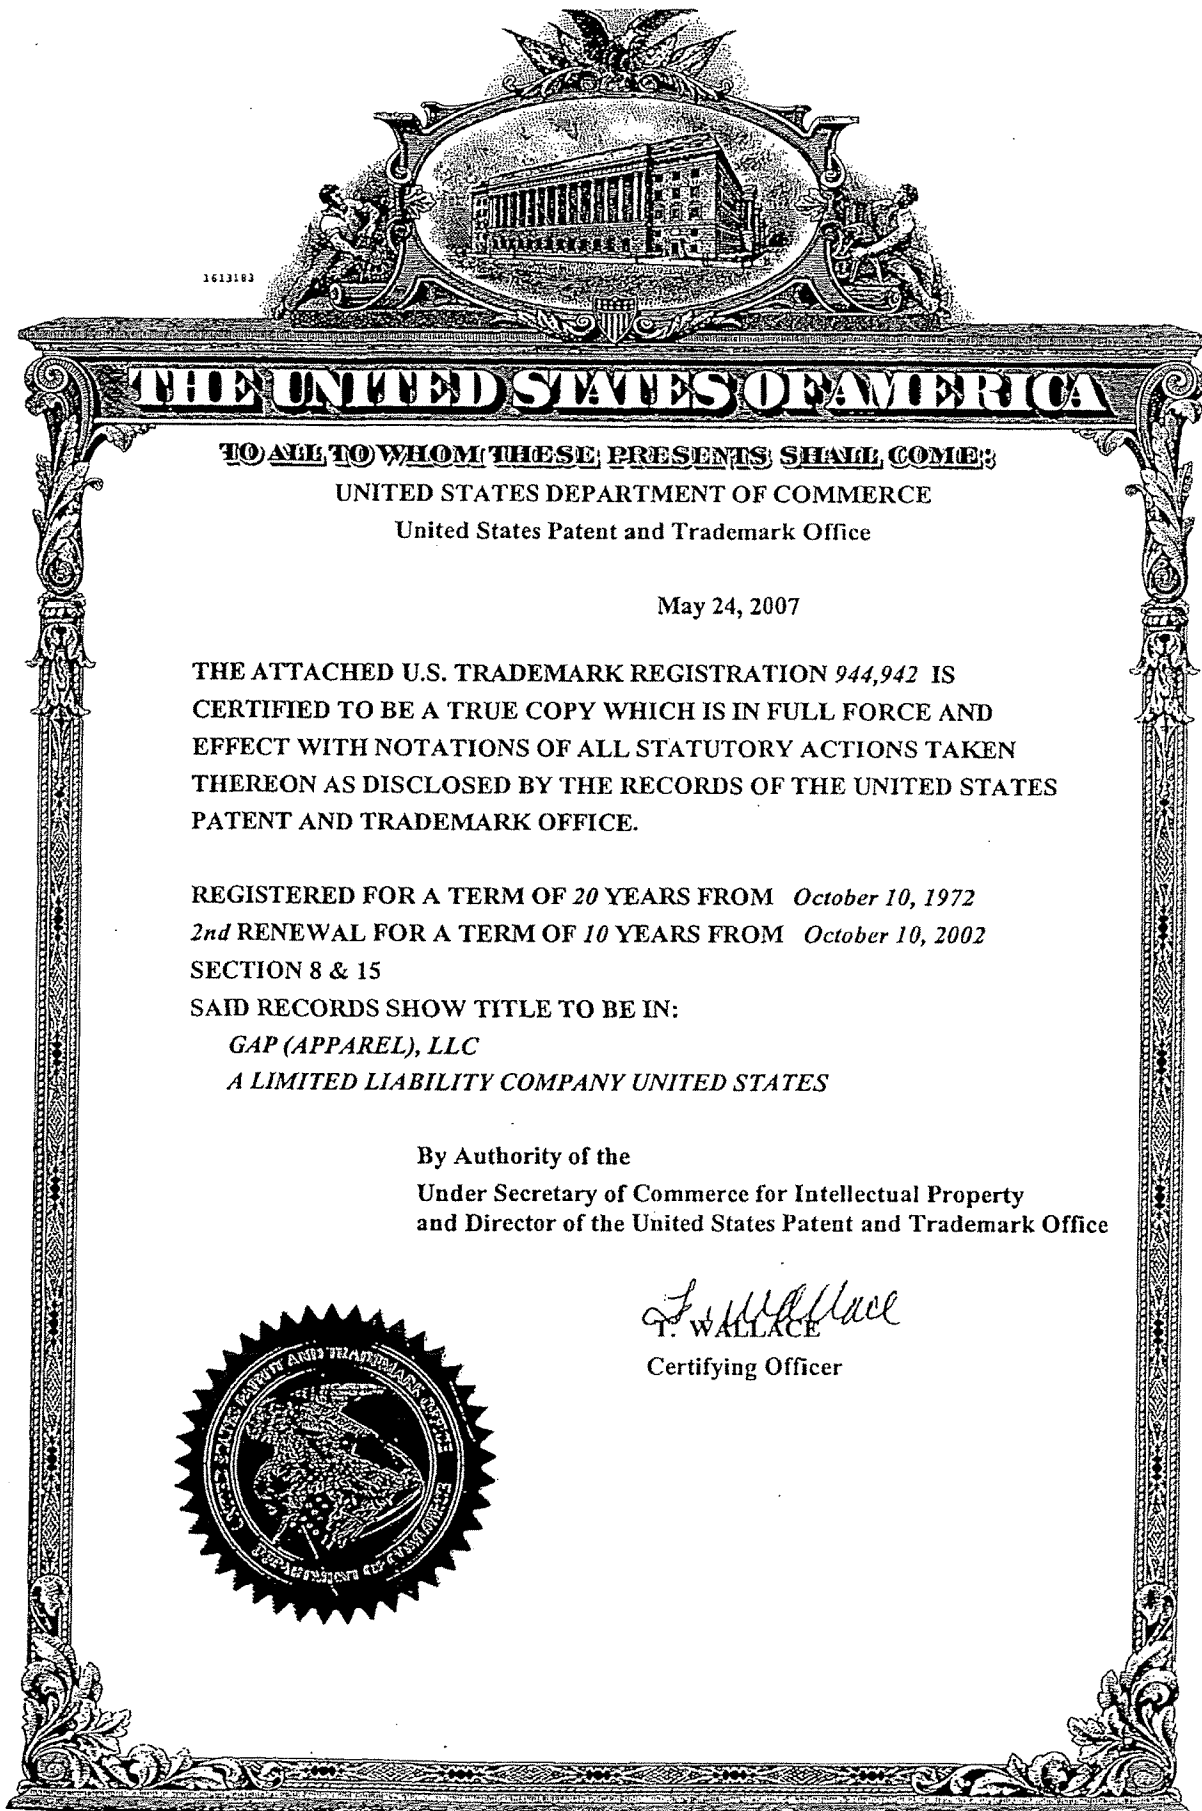 1613183
THE UNITED STATES OF AMERICA
TO ALL TO WHOM THESE PRESENTS SHALL COME:
UNITED STATES DEPARTMENT OF COMMERCE
United States Patent and Trademark Office
May 24, 2007
THE ATTACHED U.S. TRADEMARK REGISTRATION 944,942 IS
CERTIFIED TO BE A TRUE COPY WHICH IS IN FULL FORCE AND
EFFECT WITH NOTATIONS OF ALL STATUTORY ACTIONS TAKEN
THEREON AS DISCLOSED BY THE RECORDS OF THE UNITED STATES
PATENT AND TRADEMARK OFFICE.
REGISTERED FOR A TERM OF 20 YEARS FROM October 10, 1972
2nd RENEWAL FOR A TERM OF 10 YEARS FROM October 10, 2002
SECTION 8 & 15
SAID RECORDS SHOW TITLE TO BE IN:
GAP (APPAREL), LLC
A LIMITED LIABILITY COMPANY UNITED STATES
By Authority of the
Under Secretary of Commerce for Intellectual Property
and Director of the United States Patent and Trademark Office
T. Wallace
T. WALLACE
Certifying Officer
PATENT AND TRADEMARK OFFICE